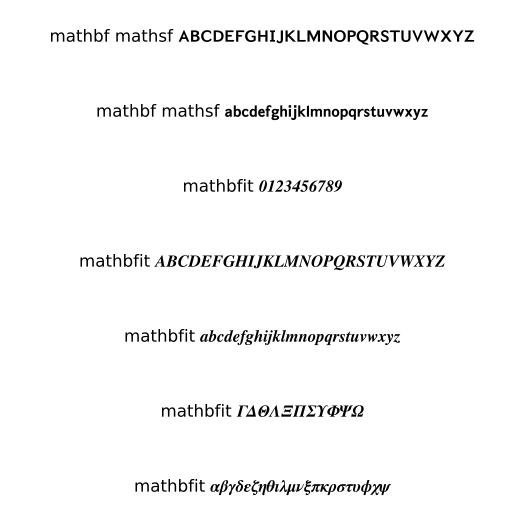 mathbf mathsf ABCDEFGHIJKLMNOPQRSTUVWXYZ
mathbf mathsf abcdefghijklmnopqrstuvwxyz
mathbfit 0123456789
mathbfit ABCDEFGHIJKLMNOPQRSTUVWXYZ
mathbfit abcdefghijklmnopqrstuvwxyz
mathbfit ΓΔΘΛΞΠΣΥΦΨΩ
mathbfit αβγδεζηθιλμνξπκρστυφχψ